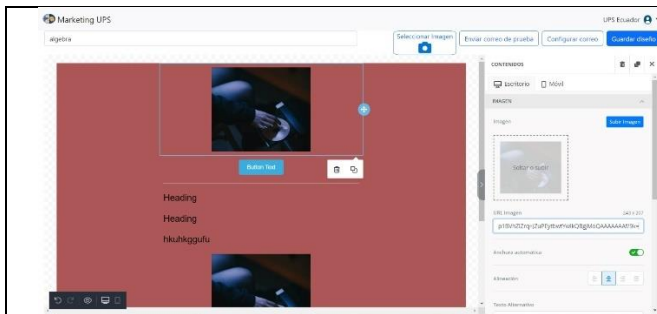 Marketing UPS
UPS Ecuador
algebra
Seleccionar Imagen
Enviar correo de prueba
Configurar correo
Guardar diseño
CONTENIDOS
Escritorio
Móvil
IMAGEN
Imagen
Subir Imagen
Button Text
Heading
URL Imagen
Heading
hkuhkggufu
Anchura automática
Alineación
Texto Alternativo